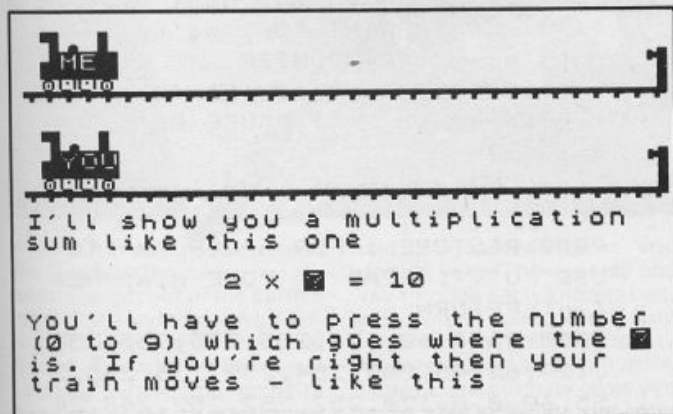 ME
YOU
I'll show you a multiplication
sum like this one
2 × ? = 10
You'll have to press the number
(0 to 9) which goes where the ?
is. If you're right then your
train moves - like this